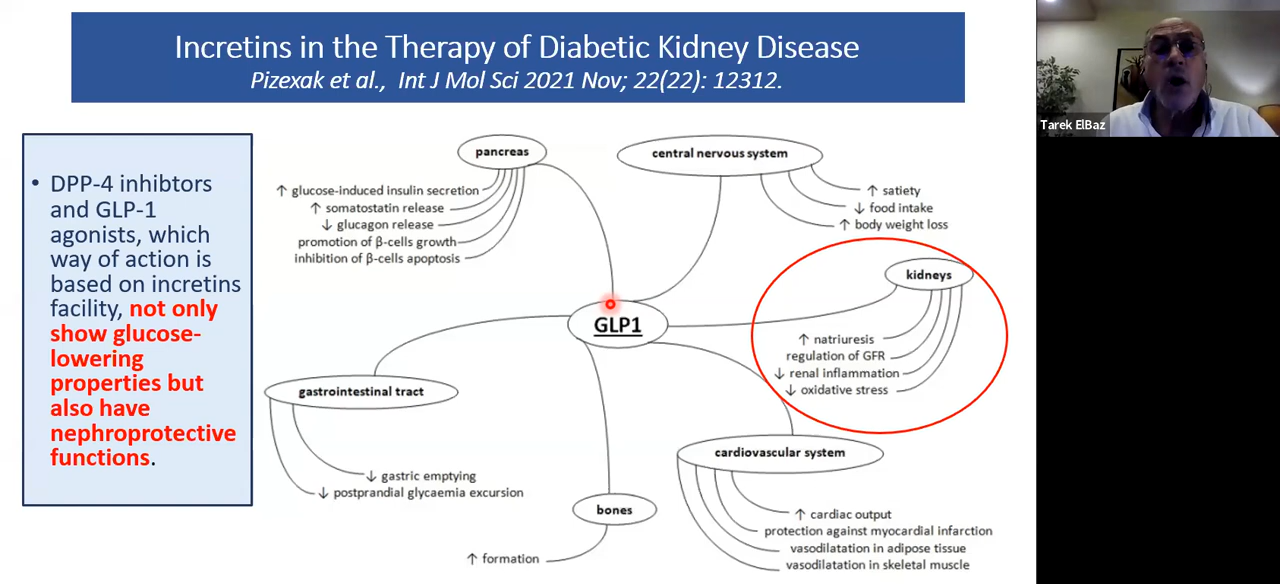 Incretins in the Therapy of Diabetic Kidney Disease
Pizexak et al., Int J Mol Sci 2021 Nov; 22(22): 12312.
Tarek ElBaz
• DPP-4 inhibtors
and GLP-1
agonists, which
way of action is
based on incretins
facility, not only
show glucose-
lowering
properties but
also have
nephroprotective
functions.
pancreas
↑ glucose-induced insulin secretion
↑ somatostatin release
↓ glucagon release
promotion of β-cells growth
inhibition of β-cells apoptosis
central nervous system
↑ satiety
↓ food intake
↑ body weight loss
kidneys
↑ natriuresis
regulation of GFR
↓ renal inflammation
↓ oxidative stress
GLP1
gastrointestinal tract
↓ gastric emptying
↓ postprandial glycaemia excursion
bones
↑ formation
cardiovascular system
↑ cardiac output
protection against myocardial infarction
vasodilatation in adipose tissue
vasodilatation in skeletal muscle